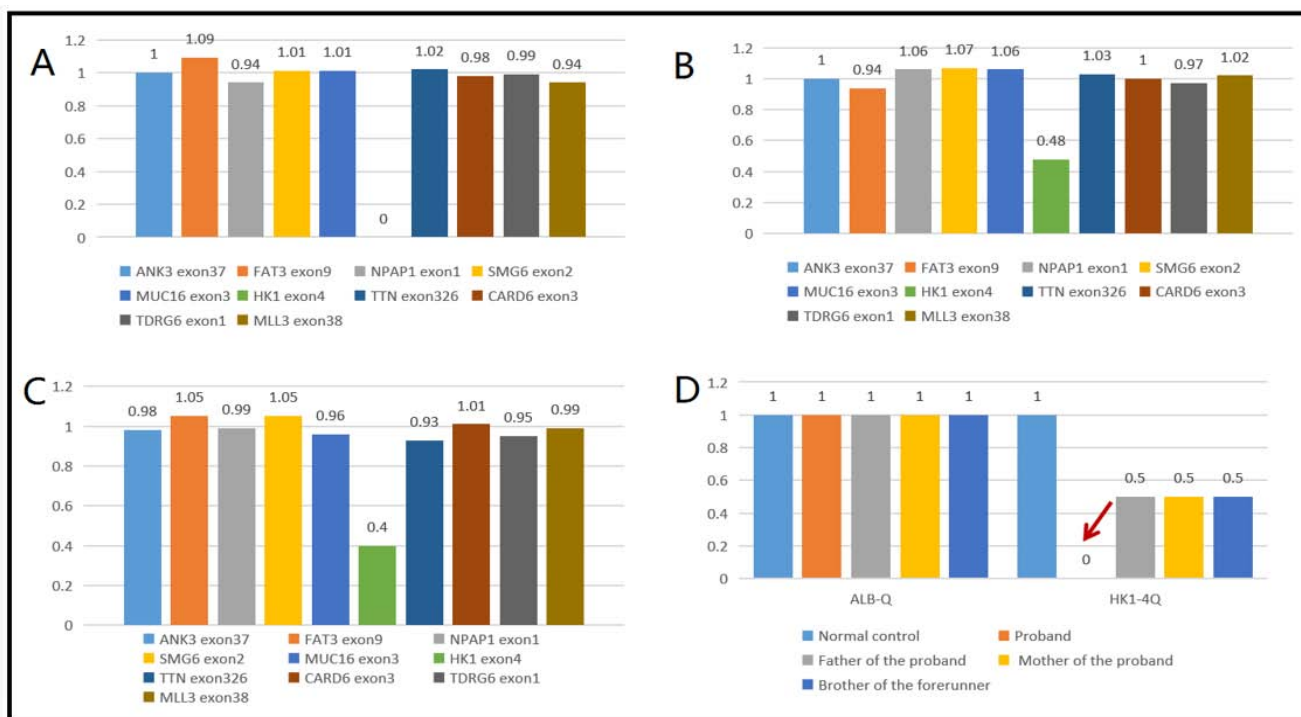 A
1.2
1
0.8
0.6
0.4
0.2
0
1 1.09 0.94 1.01 1.01 0 1.02 0.98 0.99 0.94
ANK3 exon37 FAT3 exon9 NPAP1 exon1 SMG6 exon2
MUC16 exon3 HK1 exon4 TTN exon326 CARD6 exon3
TDRG6 exon1 MLL3 exon38
B
1.2
1
0.8
0.6
0.4
0.2
0
1 0.94 1.06 1.07 1.06 0.48 1.03 1 0.97 1.02
ANK3 exon37 FAT3 exon9 NPAP1 exon1 SMG6 exon2
MUC16 exon3 HK1 exon4 TTN exon326 CARD6 exon3
TDRG6 exon1 MLL3 exon38
C
1.2
1
0.8
0.6
0.4
0.2
0
0.98 1.05 0.99 1.05 0.96 0.4 0.93 1.01 0.95 0.99
ANK3 exon37 FAT3 exon9 NPAP1 exon1
SMG6 exon2 MUC16 exon3 HK1 exon4
TTN exon326 CARD6 exon3 TDRG6 exon1
MLL3 exon38
D
1.2
1
0.8
0.6
0.4
0.2
0
1 1 1 1 1 1 0 0.5 0.5 0.5
ALB-Q HK1-4Q
Normal control Proband
Father of the proband Mother of the proband
Brother of the forerunner